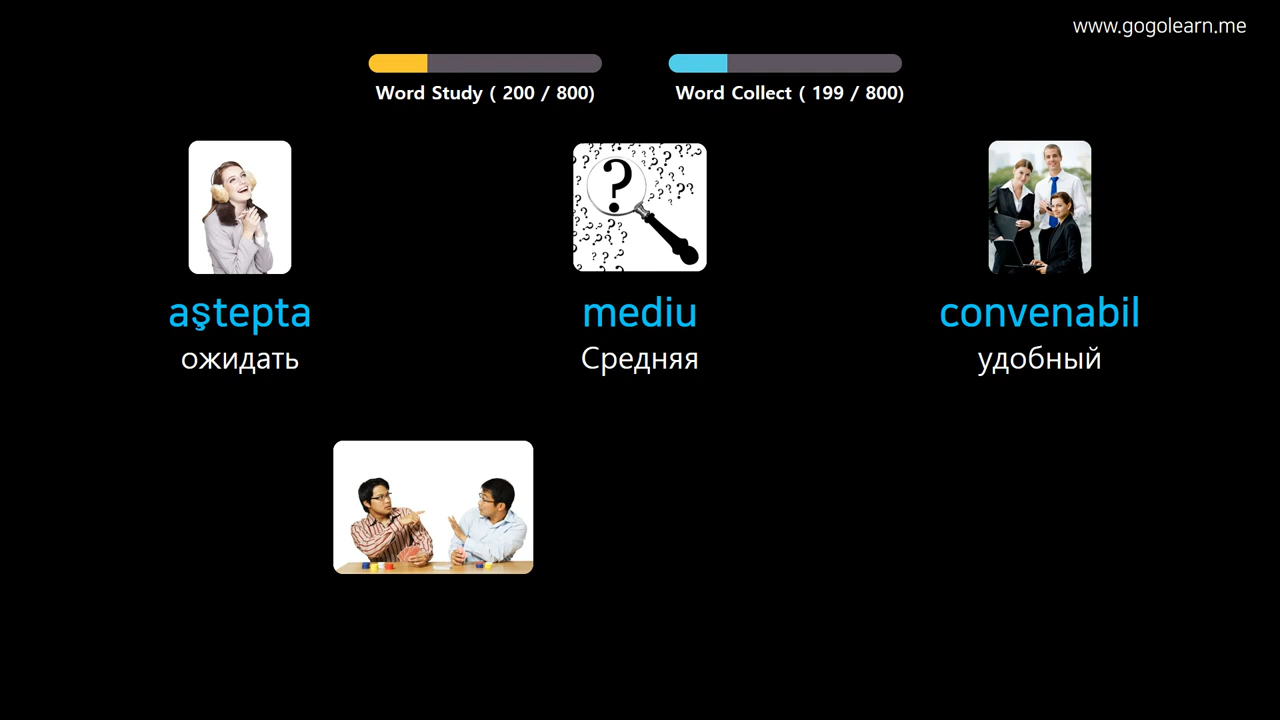 www.gogolearn.me
Word Study ( 200 / 800)
Word Collect ( 199 / 800)
aştepta
mediu
convenabil
ожидать
Средняя
удобный